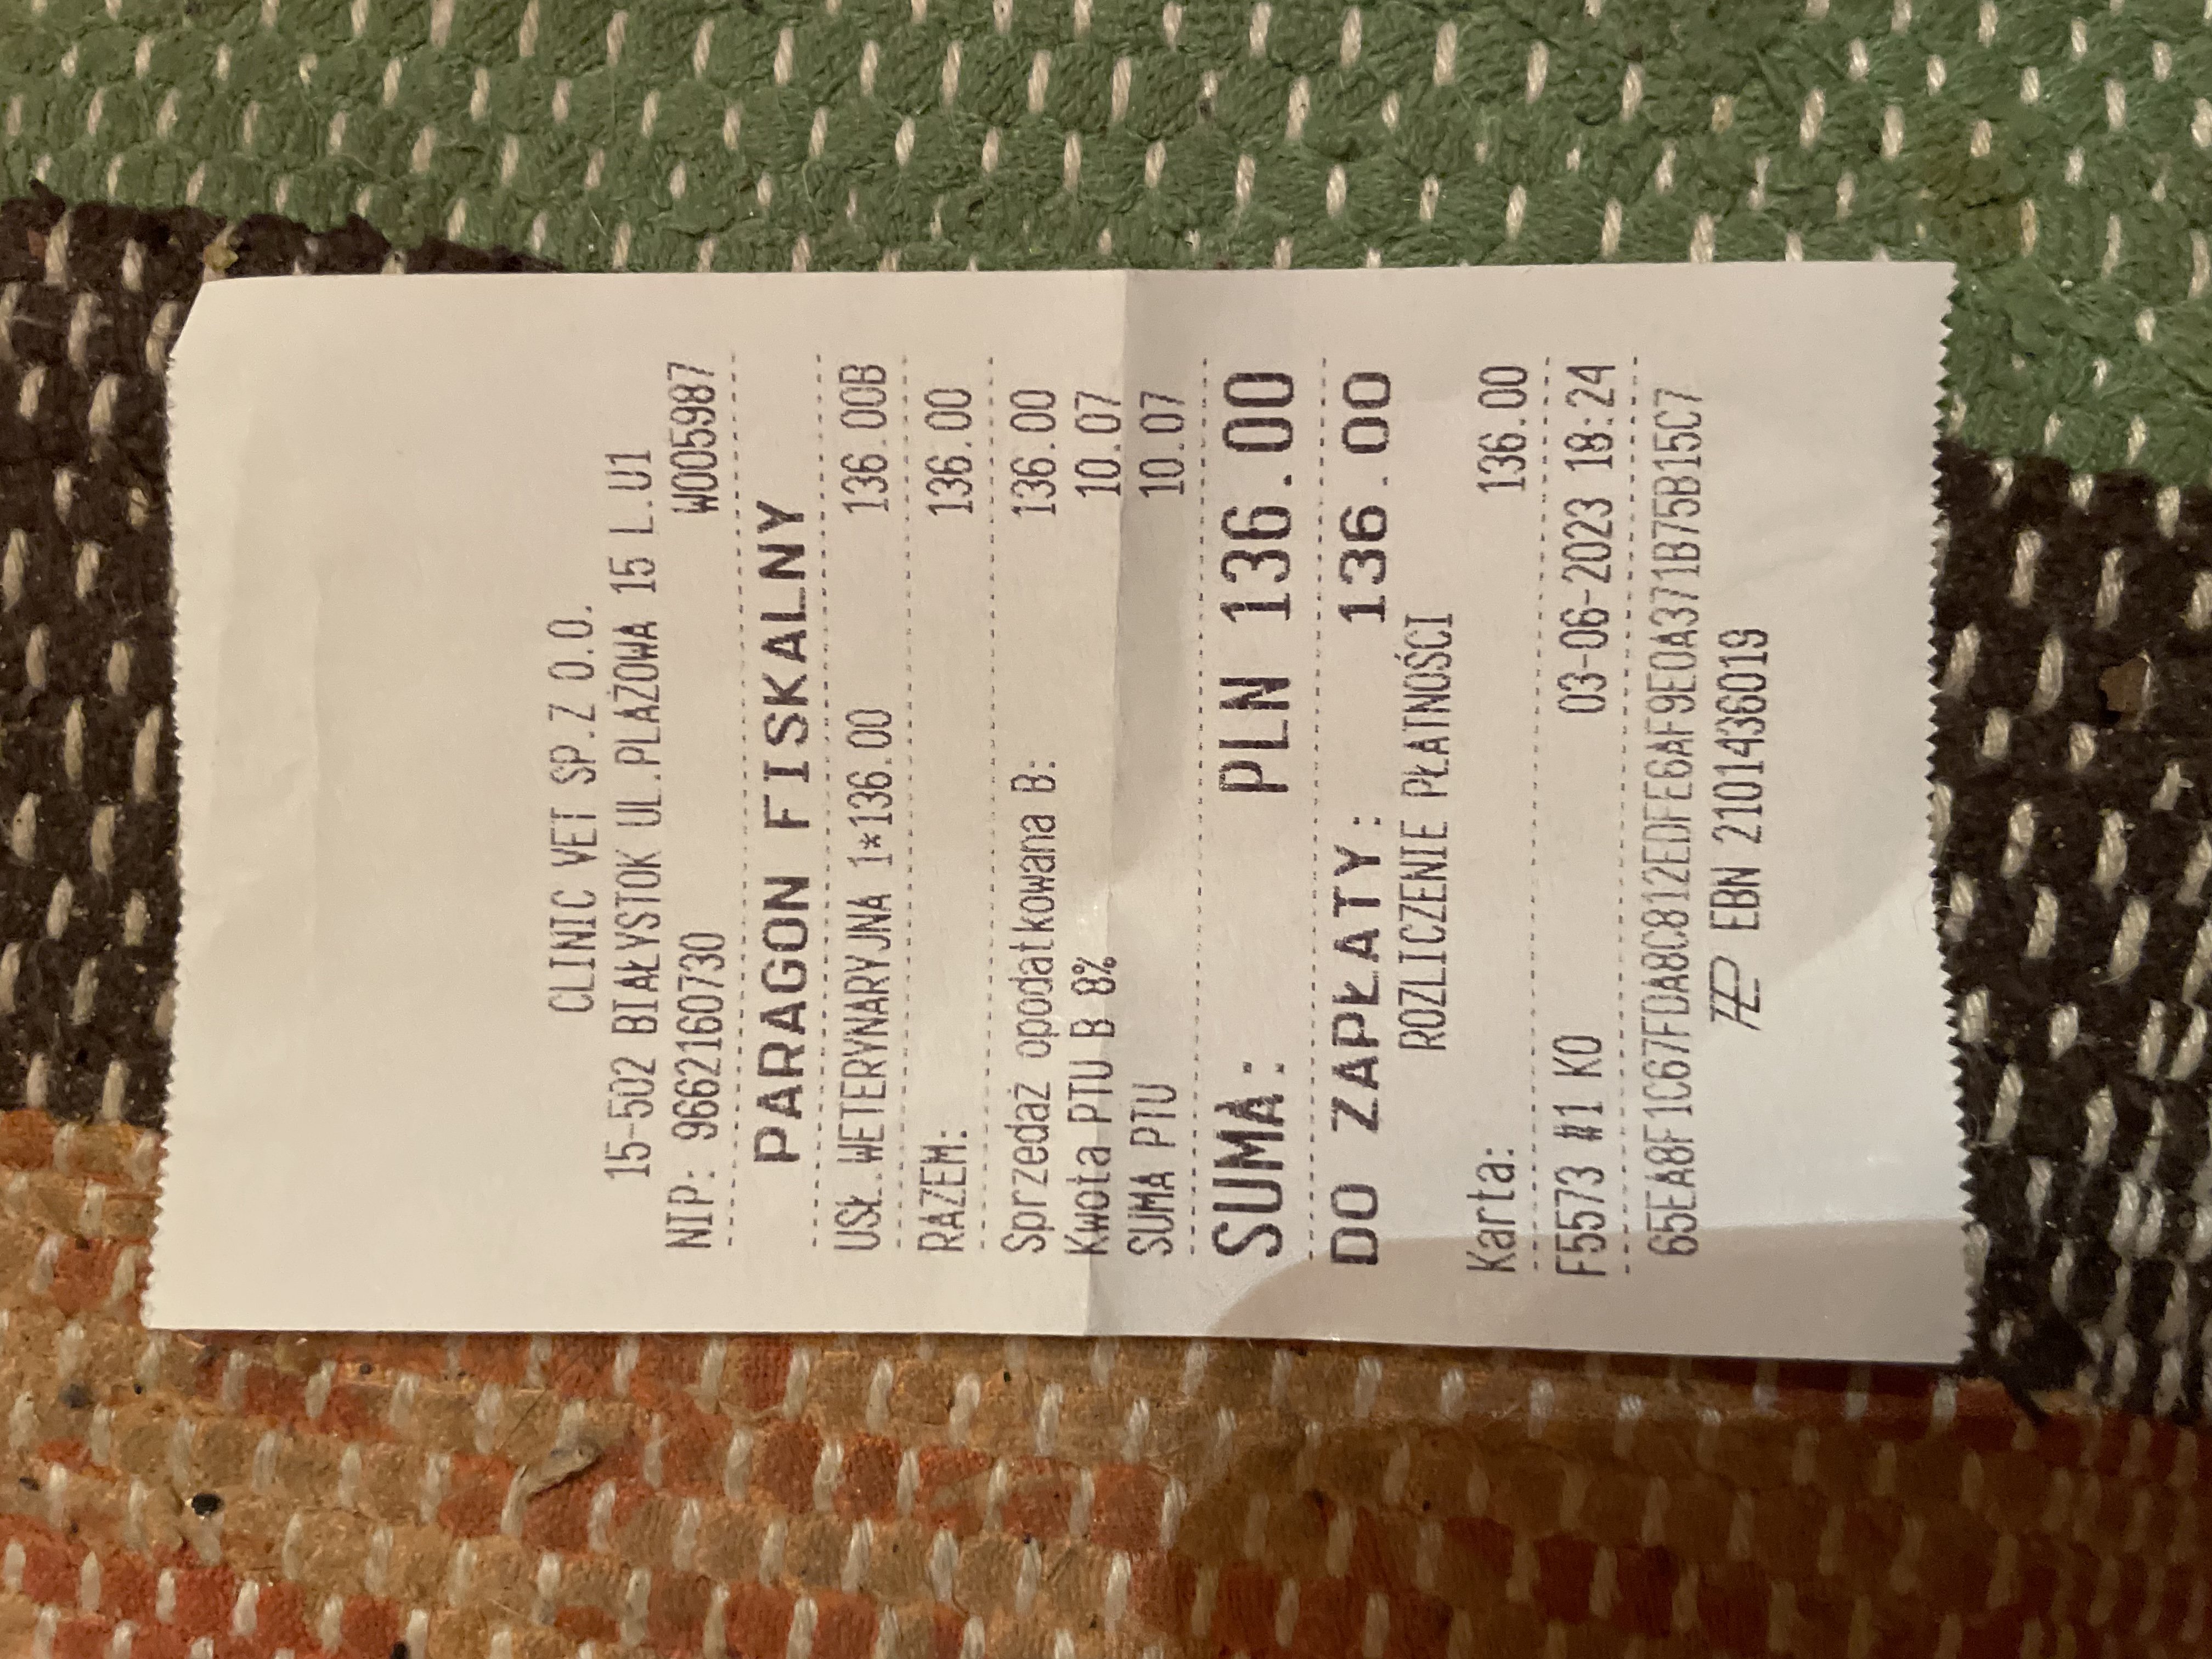 CLINIC VET SP.Z O.O.
15-502 BIAŁYSTOK UL.PLAŻOWA 15 L.U1
NIP: 9662160730 W005987
PARAGON FISKALNY
USŁ.WETERYNARYJNA 1*136.00 136.00B
RAZEM: 136.00
Sprzedaż opodatkowana B: 136.00
Kwota PTU B 8% 10.07
SUMA PTU 10.07
SUMA: PLN 136.00
DO ZAPŁATY: 136.00
ROZLICZENIE PŁATNOŚCI
Karta: 136.00
F5573 #1 KO 03-06-2023 18:24
65EA8F1C67FDA8C812EDFE6AF9E0A371B75B15C7
EBN 2101436019